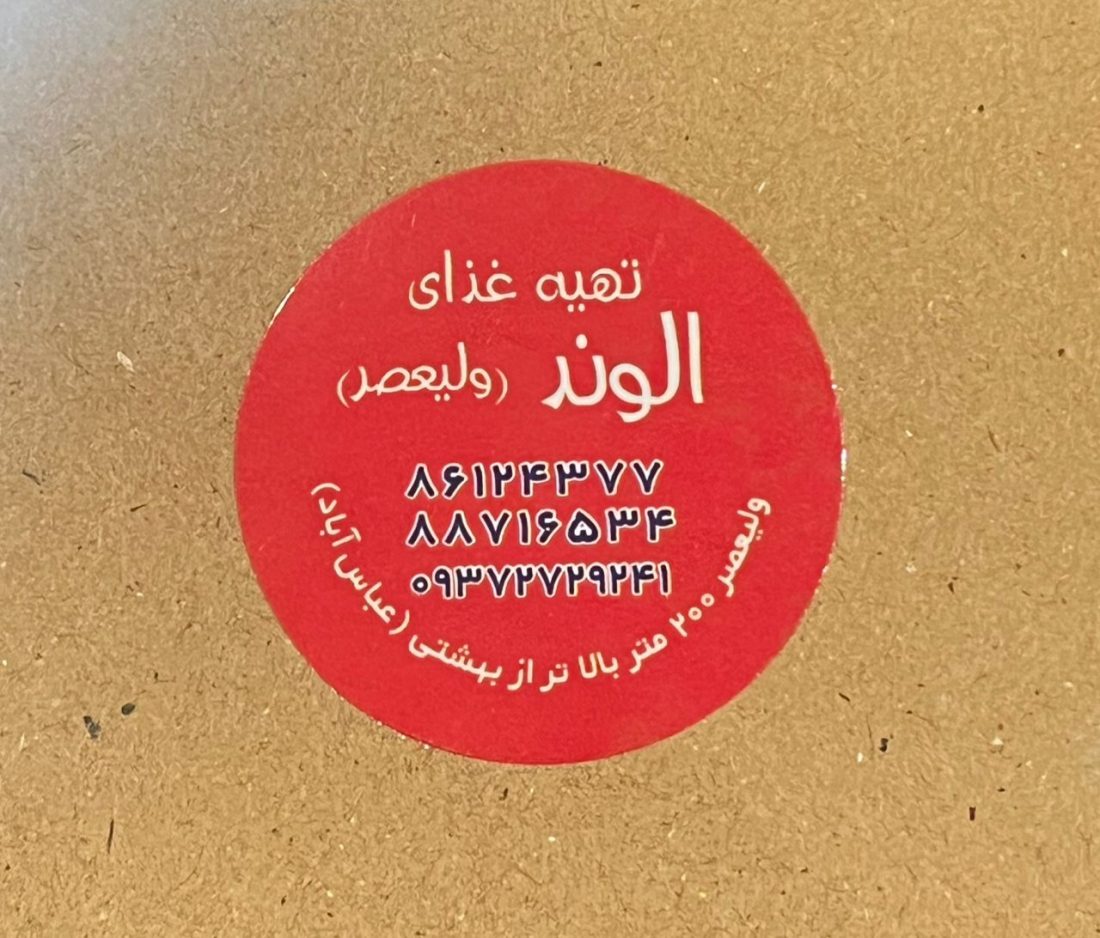 تهیه غذای
الوند (ولیعصر)
۸۶۱۲۴۳۷۷
۸۸۷۱۶۵۳۴
۰۹۳۷۲۷۲۹۲۴۱
ولیعصر ۲۰۰ متر بالا تر از بهشتی (عباس آباد)